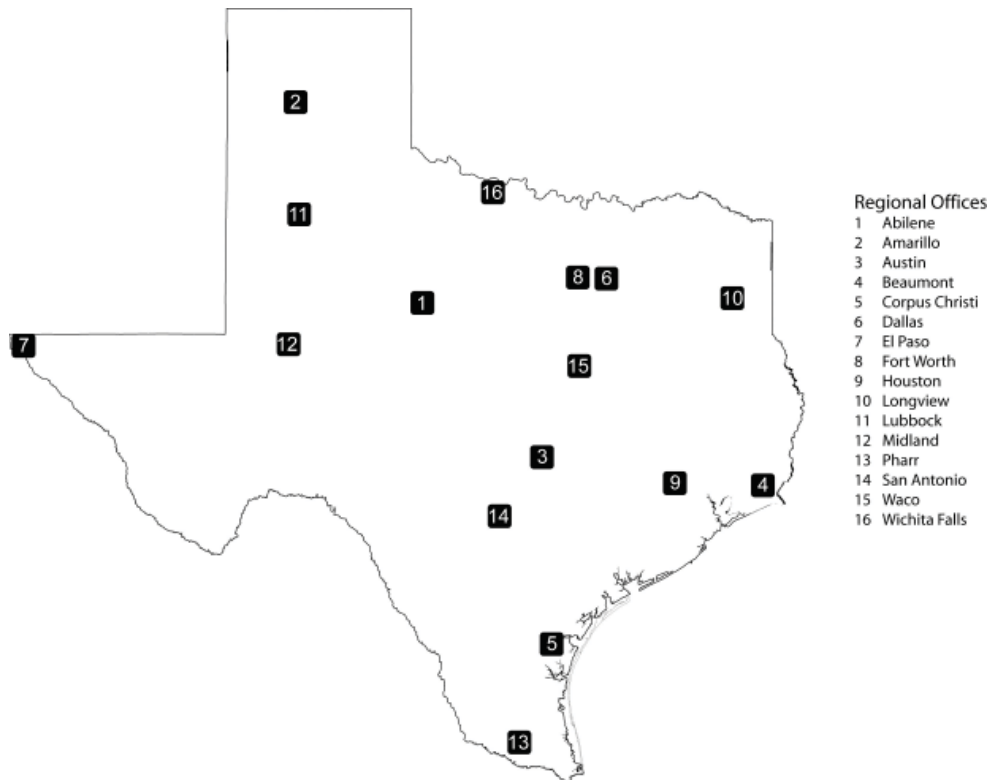 2
16
11
8 6
1
10
7
12
15
3
9
4
14
5
13
Regional Offices
1 Abilene
2 Amarillo
3 Austin
4 Beaumont
5 Corpus Christi
6 Dallas
7 El Paso
8 Fort Worth
9 Houston
10 Longview
11 Lubbock
12 Midland
13 Pharr
14 San Antonio
15 Waco
16 Wichita Falls